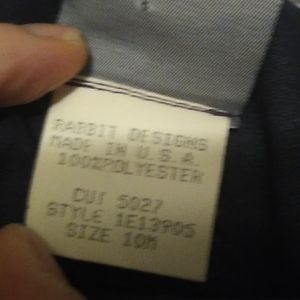 RABBIT DESIGNS
MADE IN U.S.A.
100%POLYESTER
CUT 5027
STYLE 1E1390S
SIZE 10M